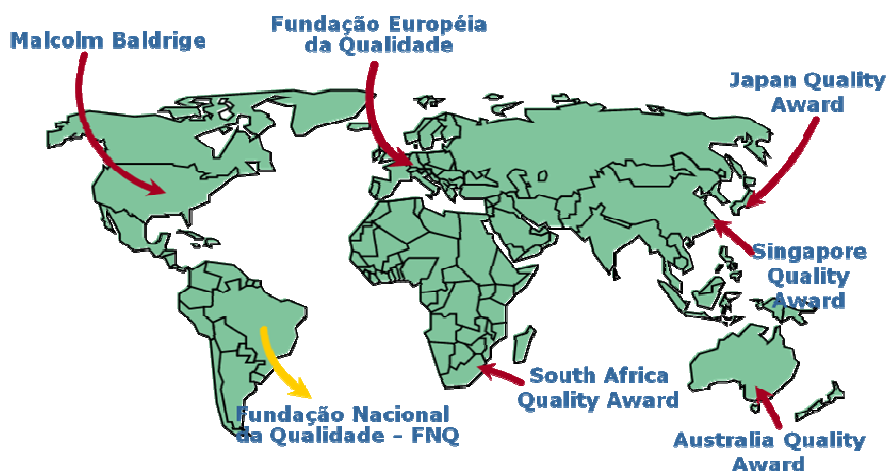 Malcolm Baldrige
Fundação Européia
da Qualidade
Japan Quality
Award
Singapore
Quality
Award
South Africa
Quality Award
Fundação Nacional
da Qualidade - FNQ
Australia Quality
Award